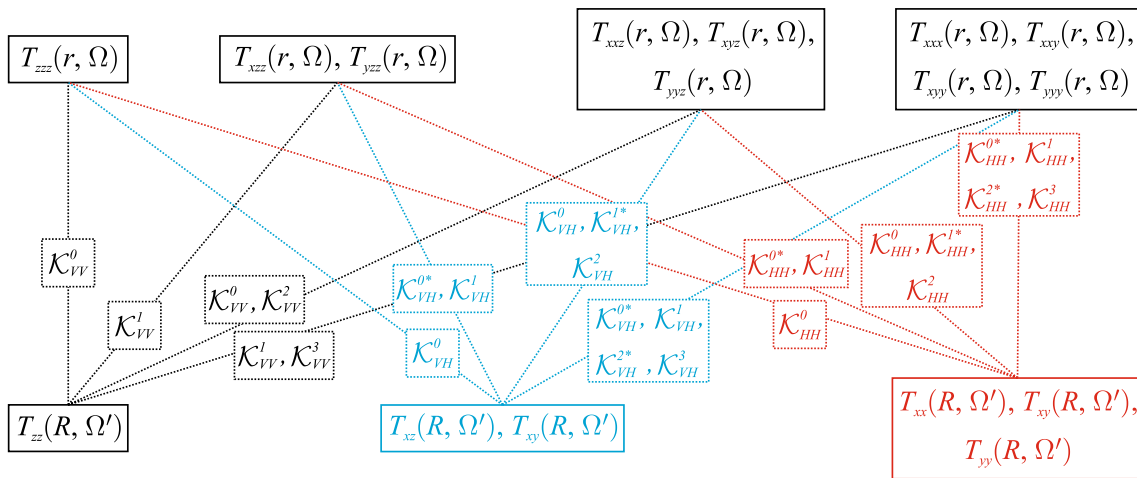 T_{zzz}(r, Ω)
T_{xzz}(r, Ω), T_{yzz}(r, Ω)
T_{xxz}(r, Ω), T_{xyz}(r, Ω),
T_{yyz}(r, Ω)
T_{xxx}(r, Ω), T_{xxy}(r, Ω),
T_{xyy}(r, Ω), T_{yyy}(r, Ω)
𝒦^{0}_{VV}
𝒦^{1}_{VV}
𝒦^{0}_{VV}, 𝒦^{2}_{VV}
𝒦^{1}_{VV}, 𝒦^{3}_{VV}
𝒦^{0*}_{VH}, 𝒦^{1}_{VH}
𝒦^{0}_{VH}
𝒦^{0}_{VH}, 𝒦^{1*}_{VH},
𝒦^{2}_{VH}
𝒦^{0*}_{VH}, 𝒦^{1}_{VH},
𝒦^{2*}_{VH}, 𝒦^{3}_{VH}
𝒦^{0*}_{HH}, 𝒦^{1}_{HH}
𝒦^{0}_{HH}
𝒦^{0}_{HH}, 𝒦^{1*}_{HH},
𝒦^{2}_{HH}
𝒦^{0*}_{HH}, 𝒦^{1}_{HH},
𝒦^{2*}_{HH}, 𝒦^{3}_{HH}
T_{zz}(R, Ω′)
T_{xz}(R, Ω′), T_{xy}(R, Ω′)
T_{xx}(R, Ω′), T_{xy}(R, Ω′),
T_{yy}(R, Ω′)